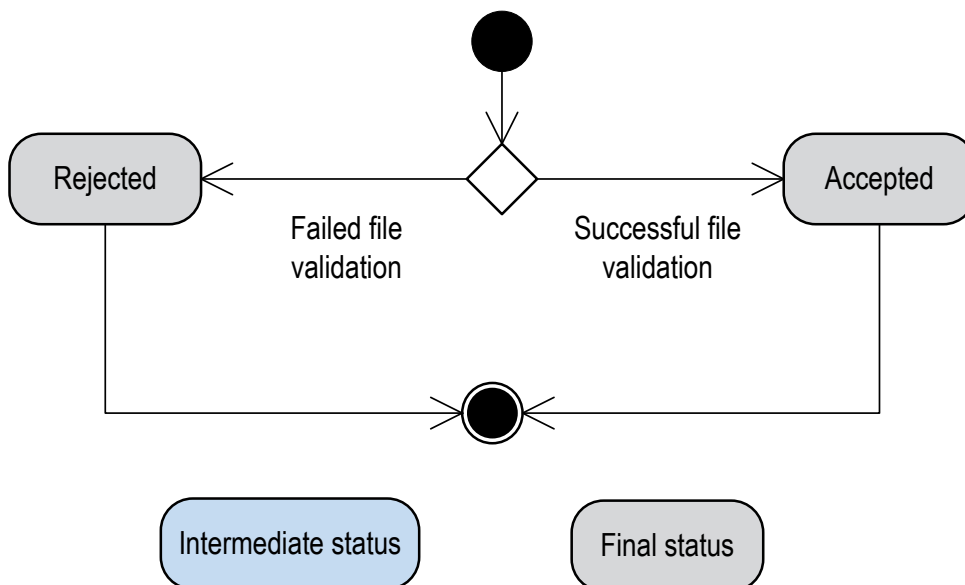 Rejected
Accepted
Failed file
validation
Successful file
validation
Intermediate status
Final status